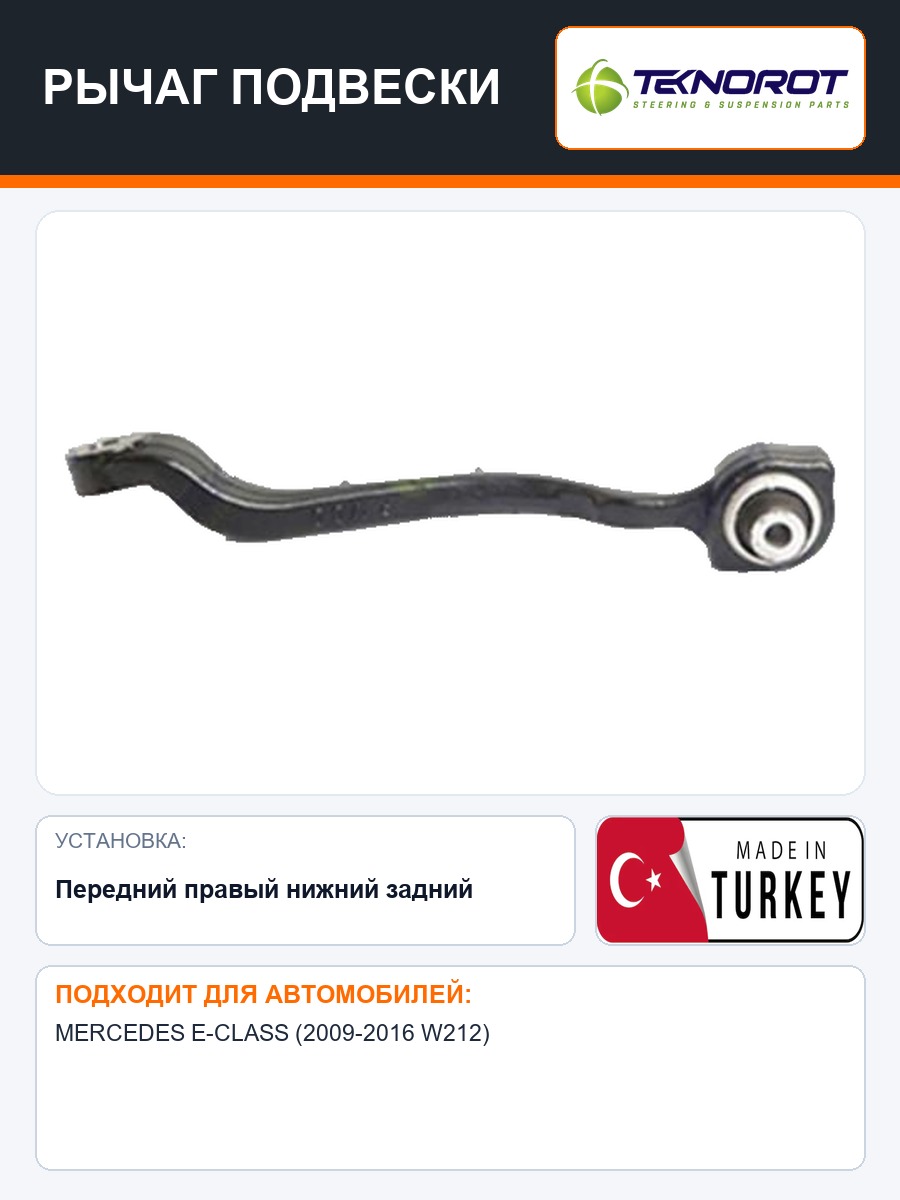 РЫЧАГ ПОДВЕСКИ
TEKNOROT
STEERING & SUSPENSION PARTS
УСТАНОВКА:
Передний правый нижний задний
MADE IN
TURKEY
ПОДХОДИТ ДЛЯ АВТОМОБИЛЕЙ:
MERCEDES E-CLASS (2009-2016 W212)